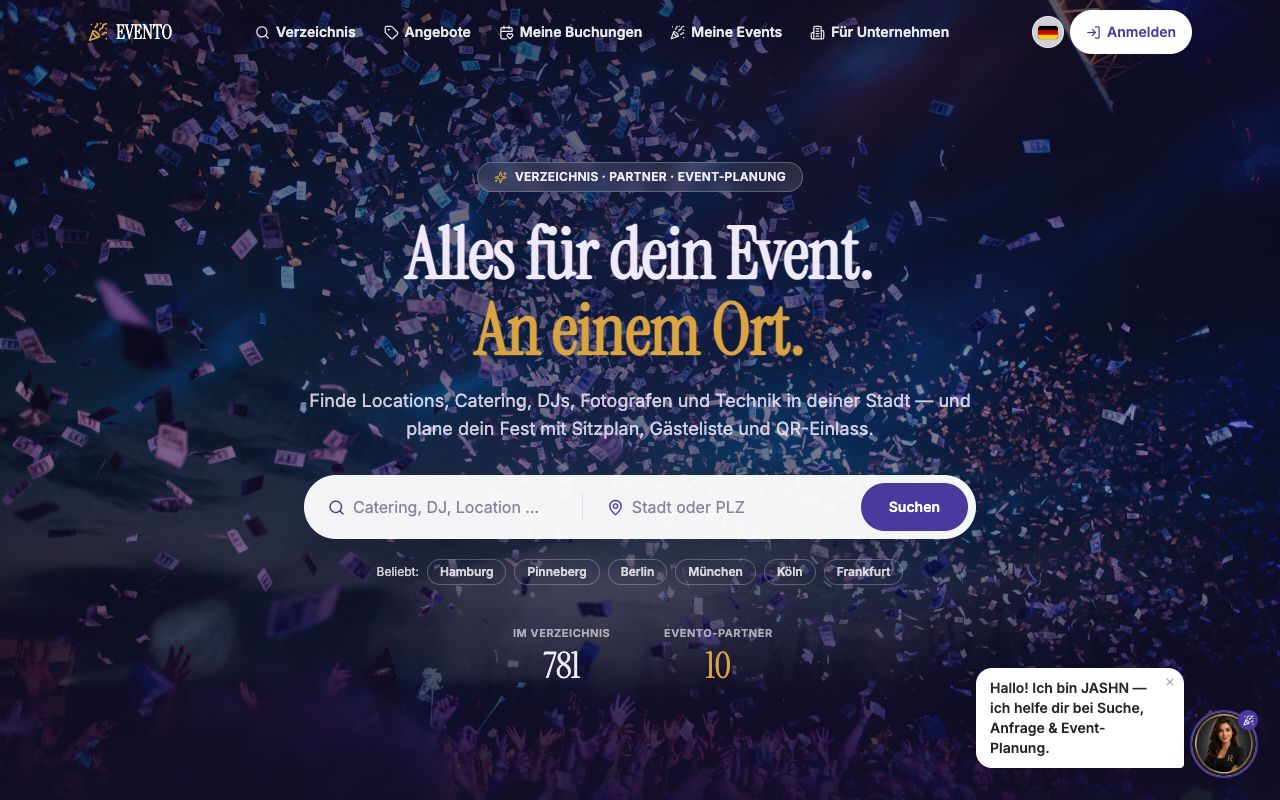 EVENTO
Verzeichnis
Angebote
Meine Buchungen
Meine Events
Für Unternehmen
Anmelden
VERZEICHNIS · PARTNER · EVENT-PLANUNG
Alles für dein Event.
An einem Ort.
Finde Locations, Catering, DJs, Fotografen und Technik in deiner Stadt — und
plane dein Fest mit Sitzplan, Gästeliste und QR-Einlass.
Catering, DJ, Location ...
Stadt oder PLZ
Suchen
Beliebt:
Hamburg
Pinneberg
Berlin
München
Köln
Frankfurt
IM VERZEICHNIS
781
EVENTO-PARTNER
10
Hallo! Ich bin JASHN —
ich helfe dir bei Suche,
Anfrage & Event-
Planung.